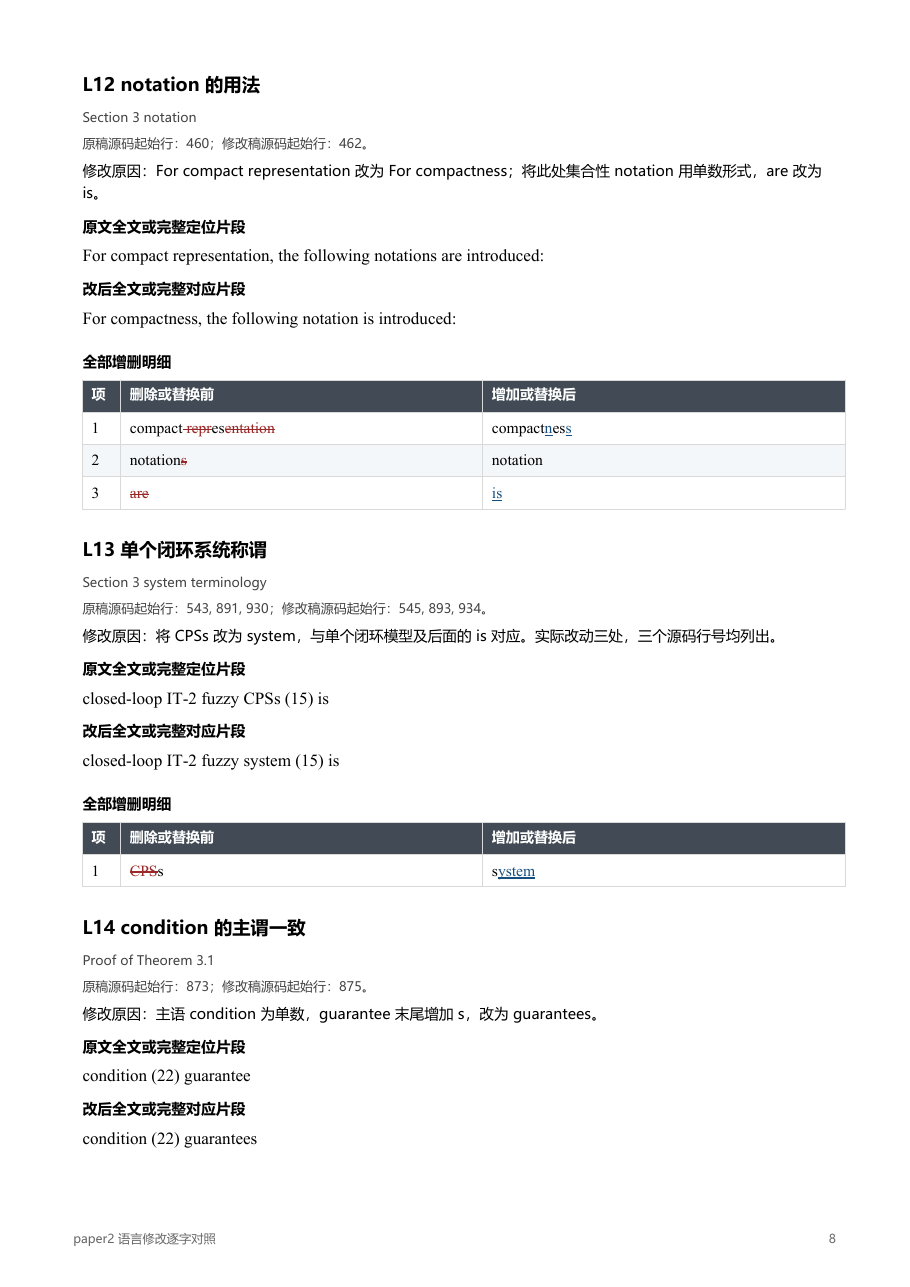 L12 notation 的用法
Section 3 notation
原稿源码起始行：460；修改稿源码起始行：462。
修改原因：For compact representation 改为 For compactness；将此处集合性 notation 用单数形式，are 改为
is。
原文全文或完整定位片段
For compact representation, the following notations are introduced:
改后全文或完整对应片段
For compactness, the following notation is introduced:
全部增删明细
项 删除或替换前 增加或替换后
1 compact representation compactness
2 notations notation
3 are is
L13 单个闭环系统称谓
Section 3 system terminology
原稿源码起始行：543, 891, 930；修改稿源码起始行：545, 893, 934。
修改原因：将 CPSs 改为 system，与单个闭环模型及后面的 is 对应。实际改动三处，三个源码行号均列出。
原文全文或完整定位片段
closed-loop IT-2 fuzzy CPSs (15) is
改后全文或完整对应片段
closed-loop IT-2 fuzzy system (15) is
全部增删明细
项 删除或替换前 增加或替换后
1 CPSs system
L14 condition 的主谓一致
Proof of Theorem 3.1
原稿源码起始行：873；修改稿源码起始行：875。
修改原因：主语 condition 为单数，guarantee 末尾增加 s，改为 guarantees。
原文全文或完整定位片段
condition (22) guarantee
改后全文或完整对应片段
condition (22) guarantees
paper2 语言修改逐字对照 8